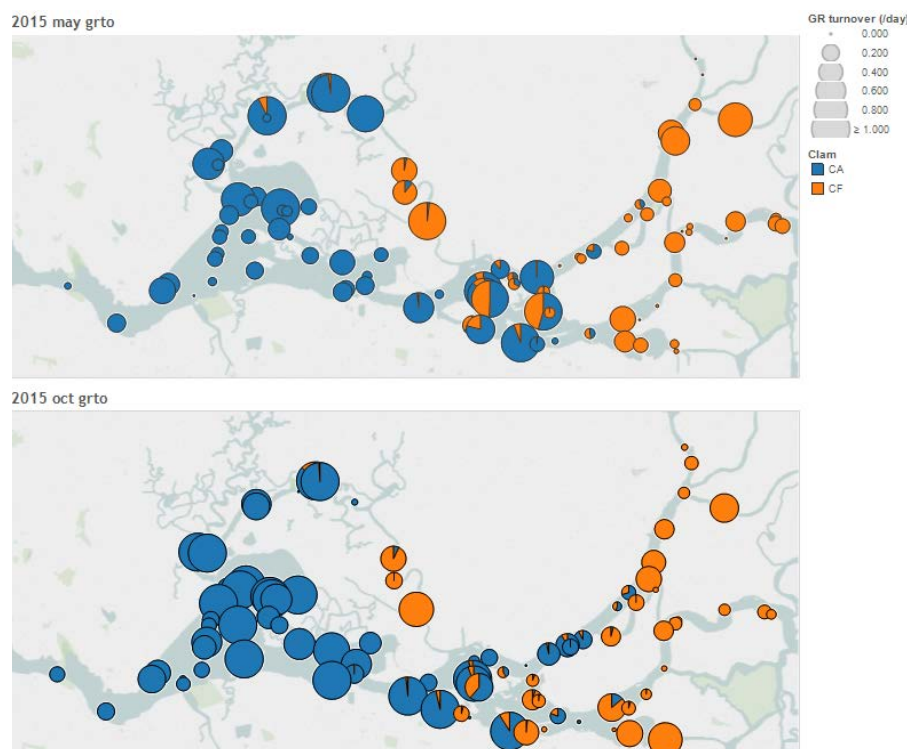 2015 may grto
GR turnover (/day)
0.000
0.200
0.400
0.600
0.800
≥ 1.000
Clam
CA
CF
2015 oct grto